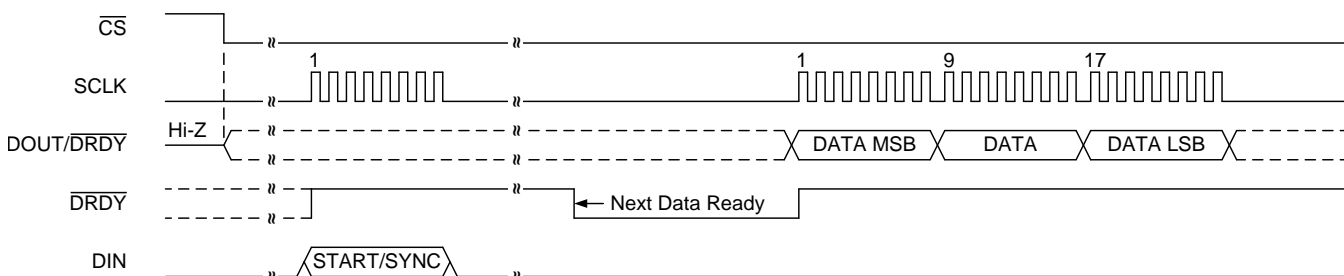 CS
1
1
9
17
SCLK
Hi-Z
DOUT/DRDY
DATA MSB
DATA
DATA LSB
DRDY
Next Data Ready
DIN
START/SYNC